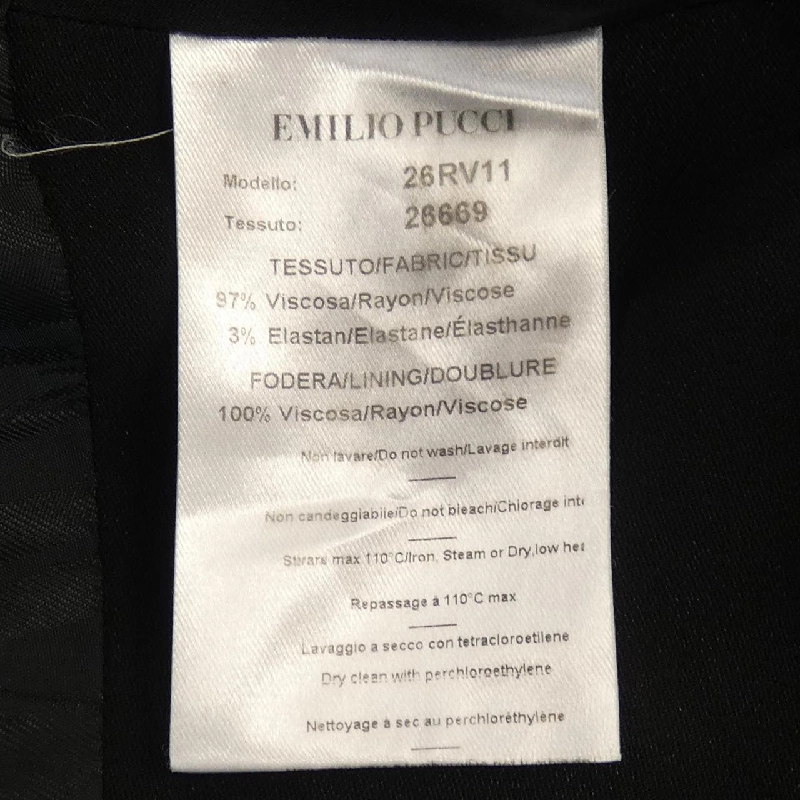 EMILIO PUCCI
Modello: 26RV11
Tessuto: 26669
TESSUTO/FABRIC/TISSU
97% Viscosa/Rayon/Viscose
3% Elastan/Elastane/Élasthanne
FODERA/LINING/DOUBLURE
100% Viscosa/Rayon/Viscose
Non lavare/Do not wash/Lavage interdit
Non candeggiabile/Do not bleach/Chlorage inte
Stirare max 110°C/Iron, Steam or Dry,low hea
Repassage à 110°C max
Lavaggio a secco con tetracloroetilene
Dry clean with perchloroethylene
Nettoyage à sec au perchloréthylène